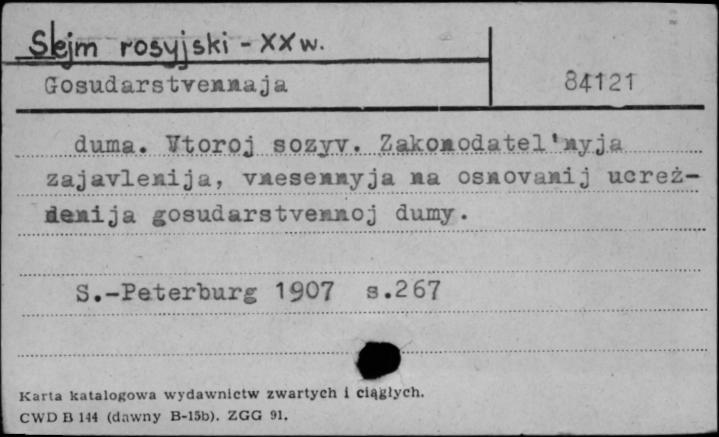 Sejm rosyjski - XX w.
Gosudarstvennaja 84121
duma. Vtoroj sozyv. Zakonodatel'nyja
zajavlenija, vnesennyja na osnovanij ucreż-
denija gosudarstvennoj dumy.
S.-Peterburg 1907 s.267
Karta katalogowa wydawnictw zwartych i ciągłych.
CWD B 144 (dawny B-15b). ZGG 91.